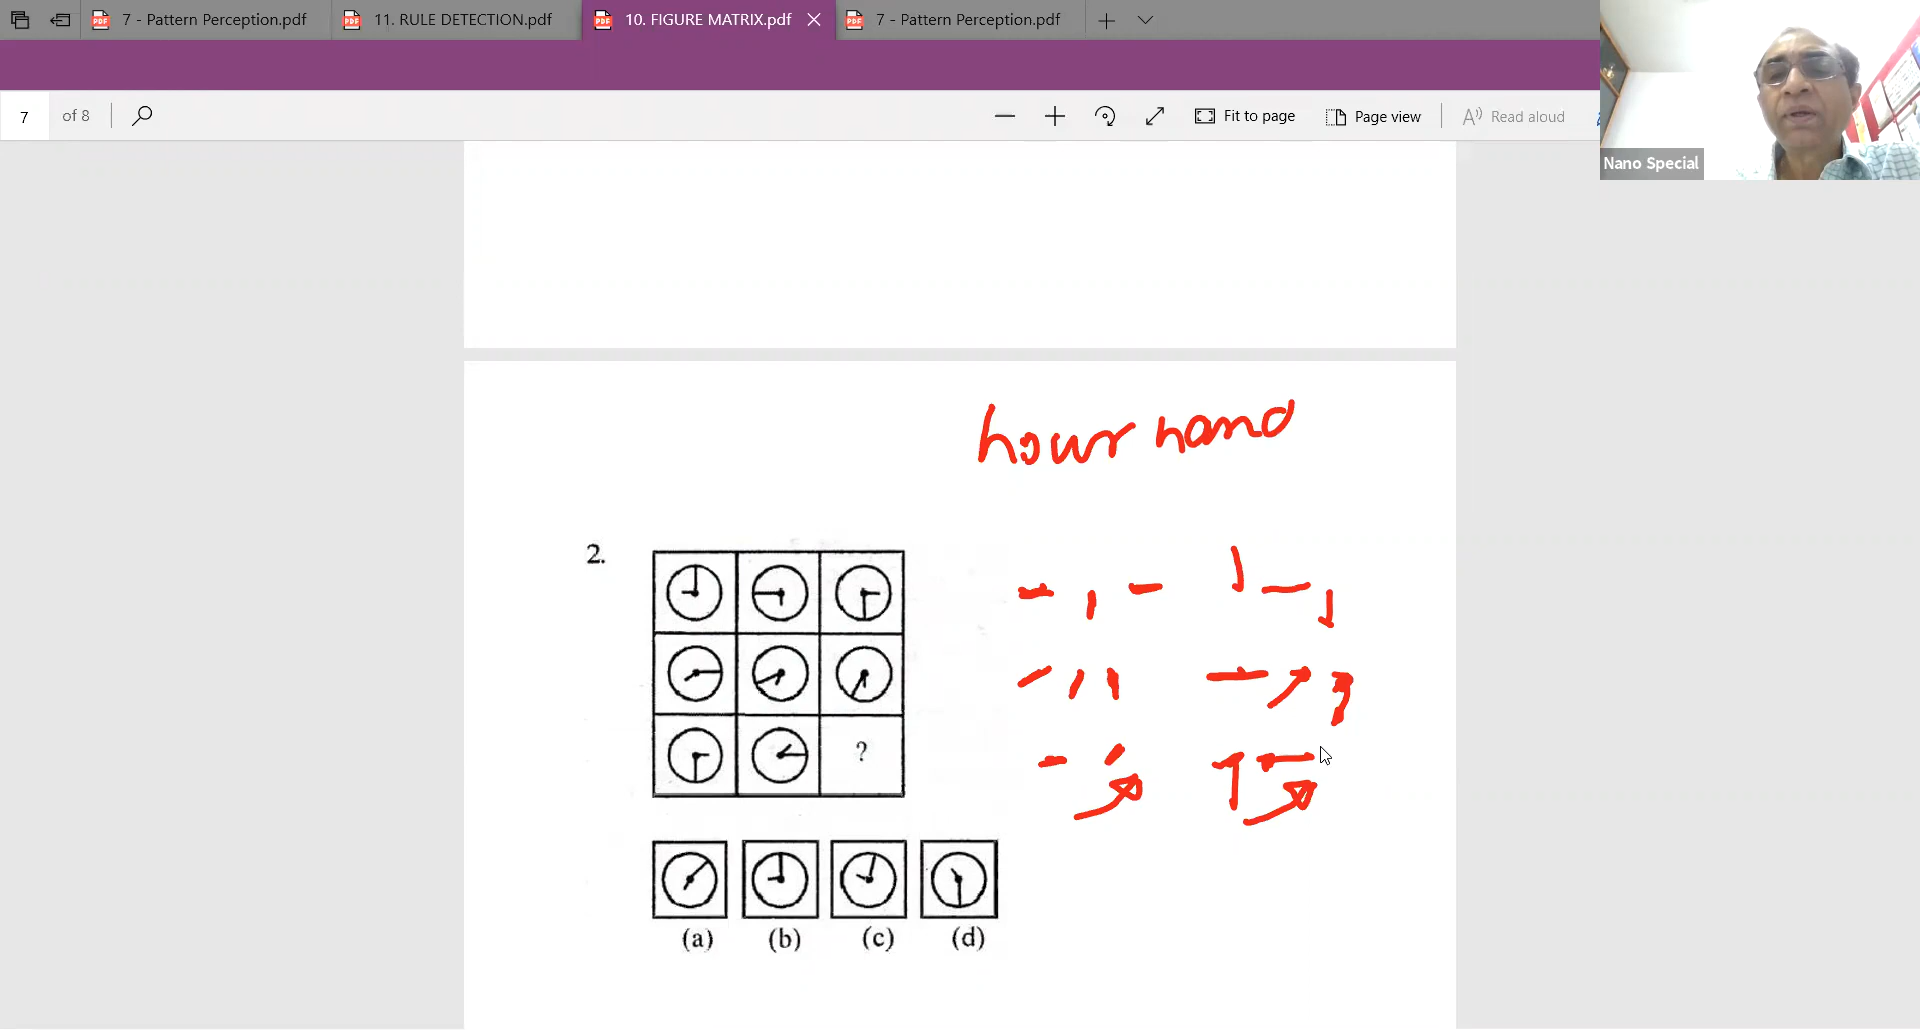 7 - Pattern Perception.pdf
11. RULE DETECTION.pdf
10. FIGURE MATRIX.pdf
7 - Pattern Perception.pdf
7 of 8
Fit to page
Page view
Read aloud
Nano Special
hour hand
2.
?
(a) (b) (c) (d)